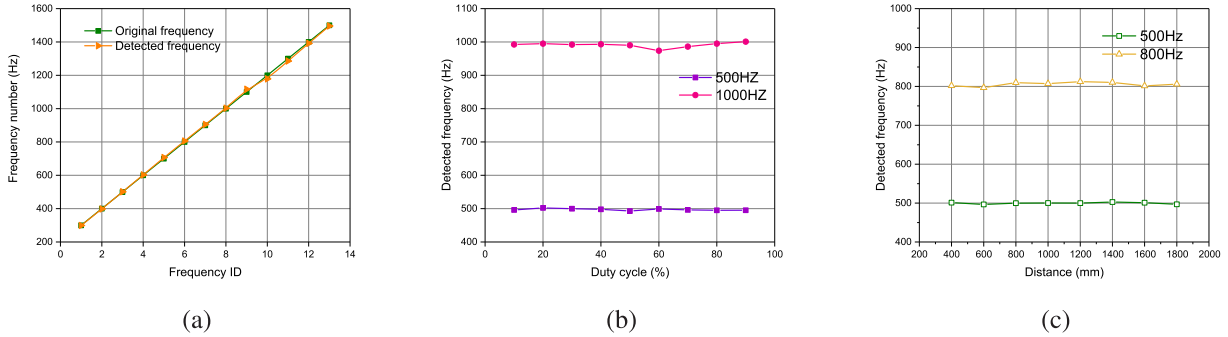 1600
1400
1200
1000
800
600
400
200
0 2 4 6 8 10 12 14
Frequency number (Hz)
Frequency ID
Original frequency
Detected frequency
(a)
1100
1000
900
800
700
600
500
400
0 20 40 60 80 100
Detected frequency (Hz)
Duty cycle (%)
500HZ
1000HZ
(b)
1000
900
800
700
600
500
400
200 400 600 800 1000 1200 1400 1600 1800 2000
Detected frequency (Hz)
Distance (mm)
500Hz
800Hz
(c)